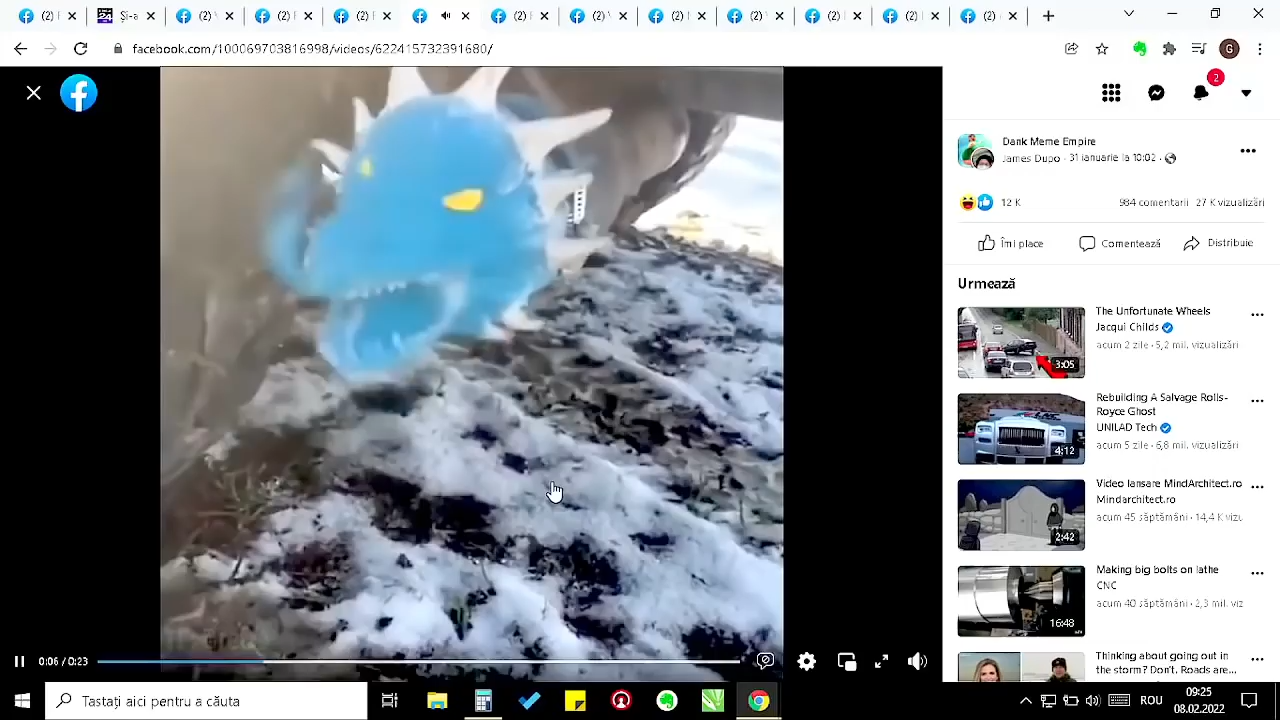 24
Și-a
facebook.com/100069703816998/videos/622415732391680/
G
2
Dank Meme Empire
James Dupo · 31 ianuarie la 10:02
12 K
27 K vizualizări
Îmi place
Comentează
Distribuie
Urmează
The Unfortunate Wheels
Jacqui Childs
acum 2 zile · 5,2 mil. vizualizări
3:05
Rebuilding A Salvage Rolls-
Royce Ghost
UNILAD Tech
acum 5 zile · 6,8 mil. vizualizări
4:12
Video lansare MindArchitect.ro
Mindarchitect.ro
acum 45 săptămâni · 14,4 K vizu
2:42
Making big bolts on lathe
CNC
acum 40 săptămâni · 2,3 mil. viz
16:48
Thinking about going out in
the storm? Don't. Roads are...
0:06 / 0:23
Tastați aici pentru a căuta
ROU
08.02.2022